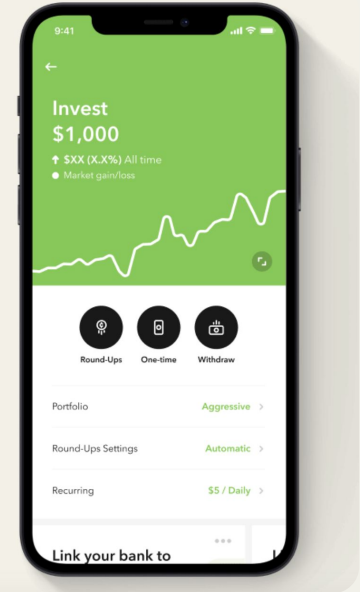 9:41
Invest
$1,000
↑ $XX (X.X%) All time
Market gain/loss
Round-Ups One-time Withdraw
Portfolio Aggressive >
Round-Ups Settings Automatic >
Recurring $5 / Daily >
Link your bank to